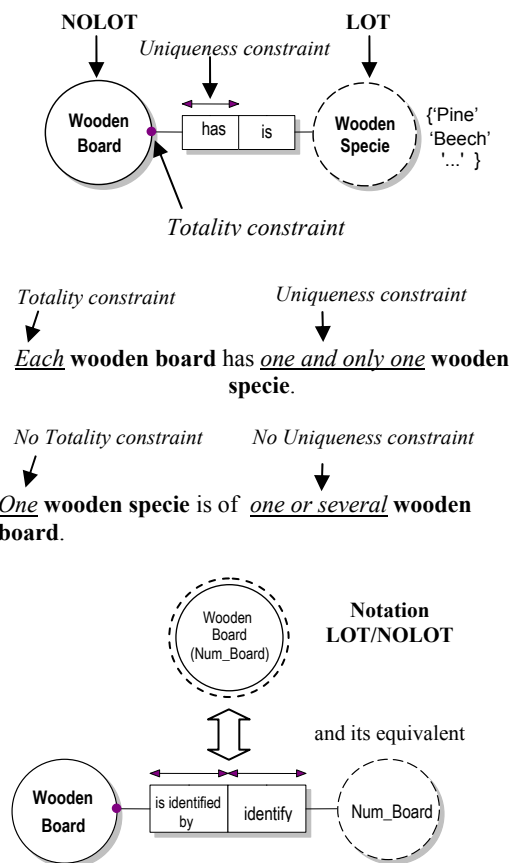 NOLOT
LOT
Uniqueness constraint
Wooden
Board
has
is
Wooden
Specie
{'Pine'
'Beech'
'...' }
Totality constraint
Totality constraint
Uniqueness constraint
Each wooden board has one and only one wooden
specie.
No Totality constraint
No Uniqueness constraint
One wooden specie is of one or several wooden
board.
Wooden
Board
(Num_Board)
Notation
LOT/NOLOT
and its equivalent
Wooden
Board
is identified
by
identify
Num_Board